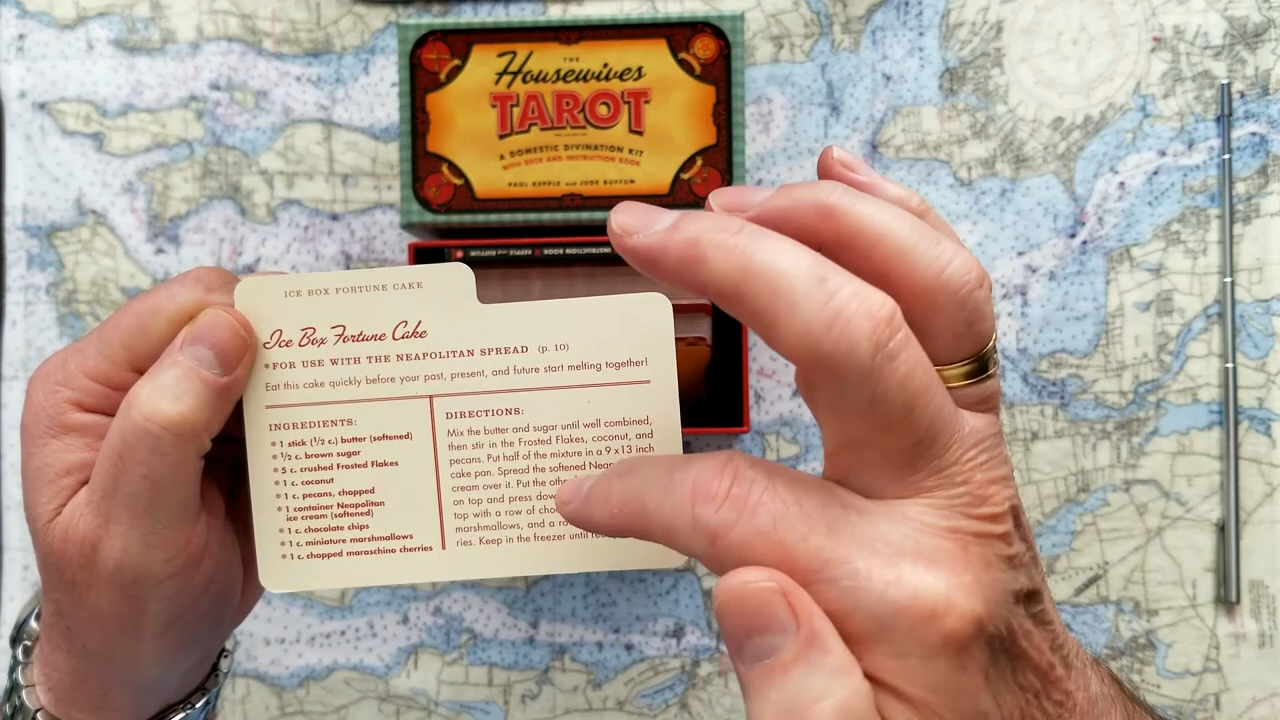 THE
Housewives
TAROT
A DOMESTIC DIVINATION KIT
WITH DECK AND INSTRUCTION BOOK
PAUL KEPPLE and JUDE BUFFUM
INSTRUCTION BOOK KEPPLE AND BUFFUM
ICE BOX FORTUNE CAKE
Ice Box Fortune Cake
*FOR USE WITH THE NEAPOLITAN SPREAD (p. 10)
Eat this cake quickly before your past, present, and future start melting together!
INGREDIENTS:
* 1 stick (½ c.) butter (softened)
* ½ c. brown sugar
* 5 c. crushed Frosted Flakes
* 1 c. coconut
* 1 c. pecans, chopped
* 1 container Neapolitan
ice cream (softened)
* 1 c. chocolate chips
* 1 c. miniature marshmallows
* 1 c. chopped maraschino cherries
DIRECTIONS:
Mix the butter and sugar until well combined,
then stir in the Frosted Flakes, coconut, and
pecans. Put half of the mixture in a 9 x 13 inch
cake pan. Spread the softened
cream over it. Put the
on top and press
top with a row of
marshmallows, and a
ries. Keep in the freezer until